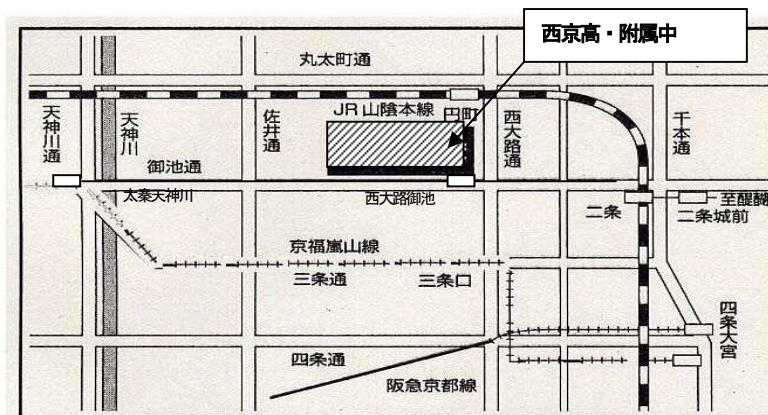 西京高・附属中
丸太町通
JR山陰本線
円町
天神川通
天神川
佐井通
西大路通
千本通
御池通
太秦天神川
西大路御池
二条
二条城前
至醍醐
京福嵐山線
三条通
三条口
四条大宮
四条通
阪急京都線